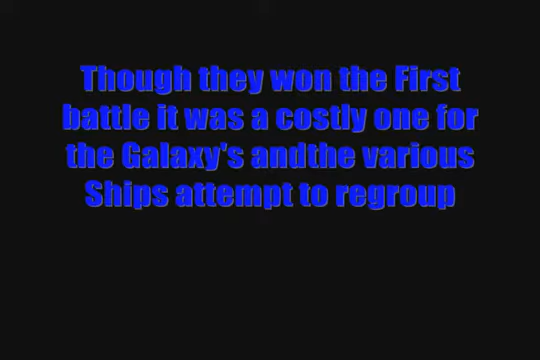 Though they won the First
battle it was a costly one for
the Galaxy's andthe various
Ships attempt to regroup